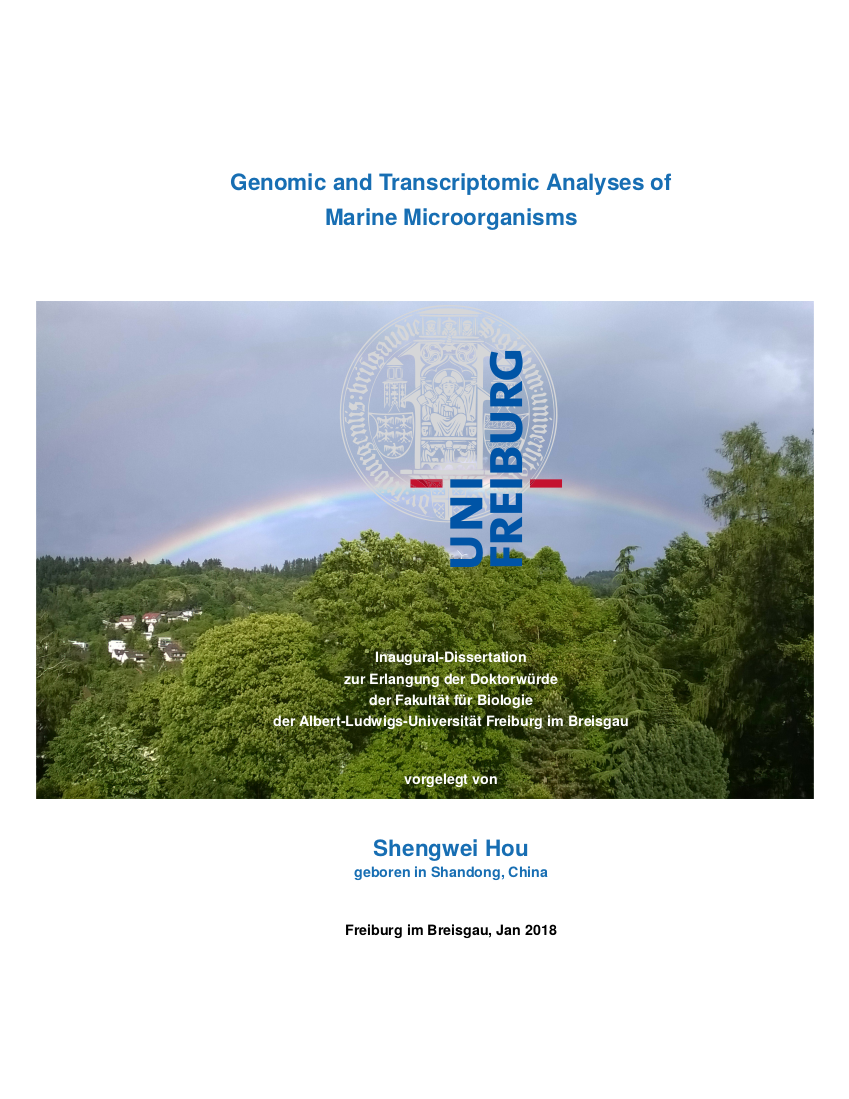 Genomic and Transcriptomic Analyses of
Marine Microorganisms
UNI
FREIBURG
Inaugural-Dissertation
zur Erlangung der Doktorwürde
der Fakultät für Biologie
der Albert-Ludwigs-Universität Freiburg im Breisgau
vorgelegt von
Shengwei Hou
geboren in Shandong, China
Freiburg im Breisgau, Jan 2018